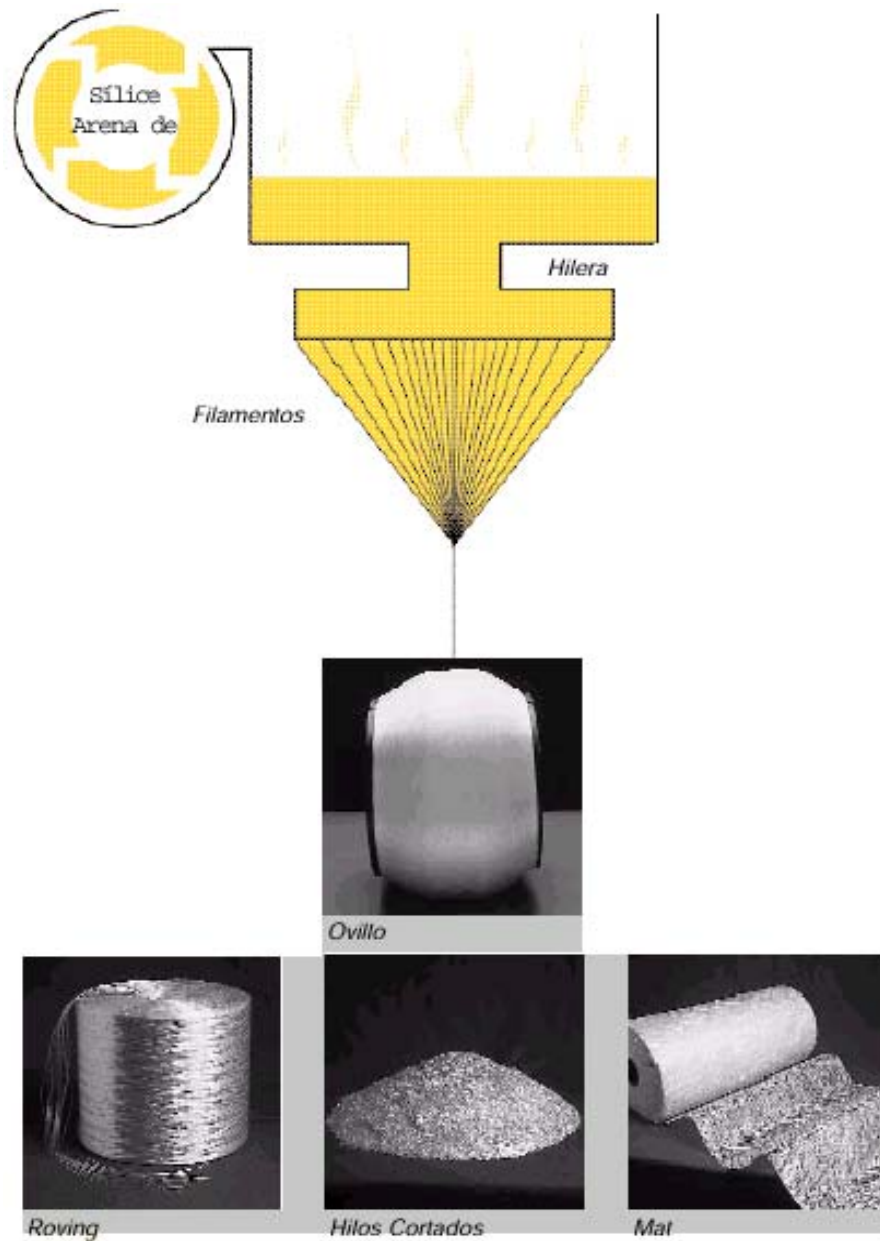 Sílice
Arena de
Hilera
Filamentos
Ovillo
Roving
Hilos Cortados
Mat